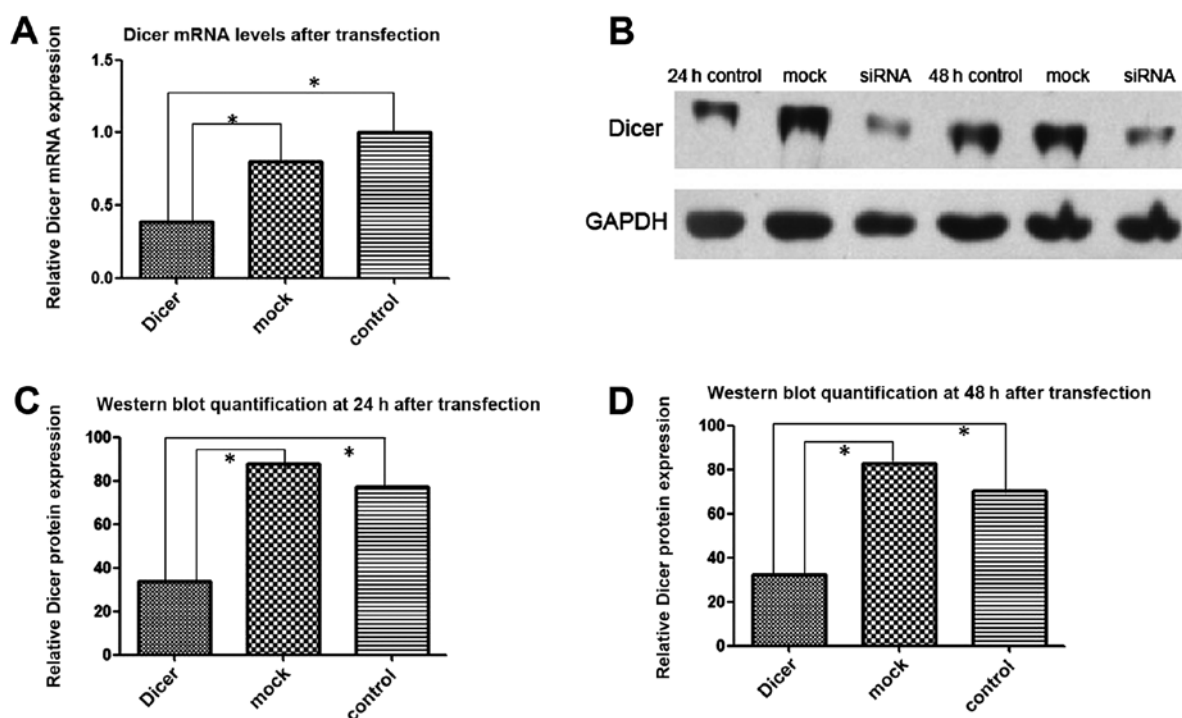 A
Dicer mRNA levels after transfection
Relative Dicer mRNA expression
1.5
1.0
0.5
0.0
*
*
Dicer
mock
control
B
24 h control mock siRNA 48 h control mock siRNA
Dicer
GAPDH
C
Western blot quantification at 24 h after transfection
Relative Dicer protein expression
100
80
60
40
20
0
*
*
Dicer
mock
control
D
Western blot quantification at 48 h after transfection
Relative Dicer protein expression
100
80
60
40
20
0
*
*
Dicer
mock
control